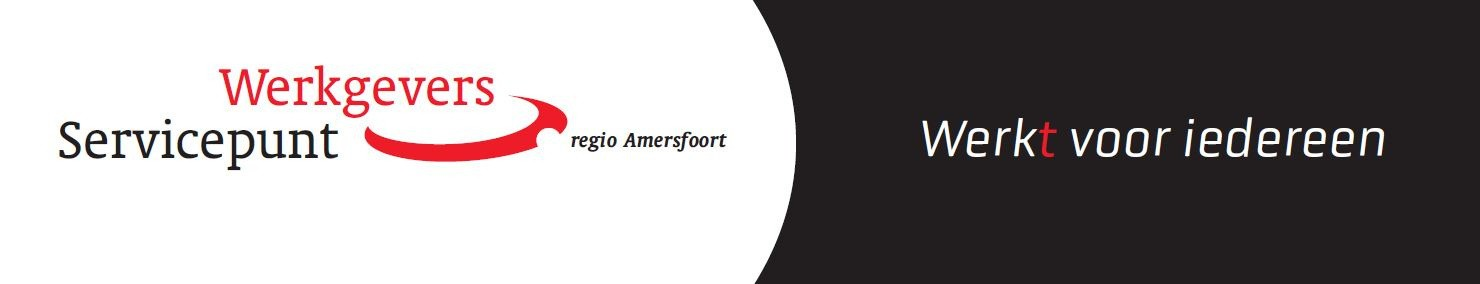 Werkgevers
Servicepunt
regio Amersfoort
Werkt voor iedereen